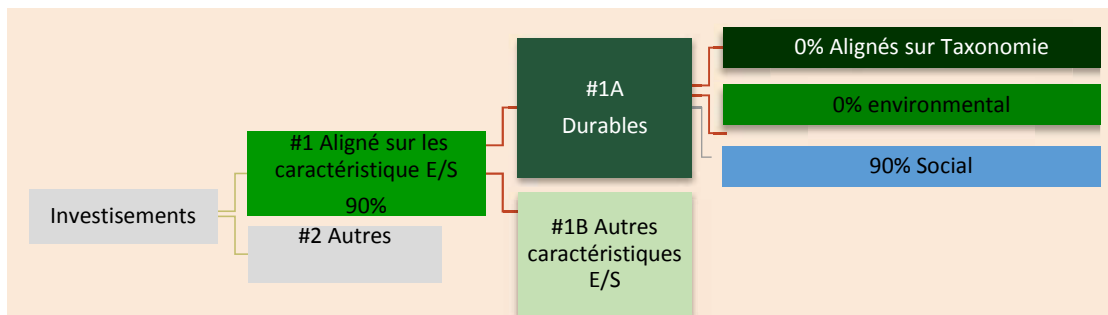 Investisements
#1 Aligné sur les
caractéristique E/S
90%
#2 Autres
#1A
Durables
#1B Autres
caractéristiques
E/S
0% Alignés sur Taxonomie
0% environmental
90% Social